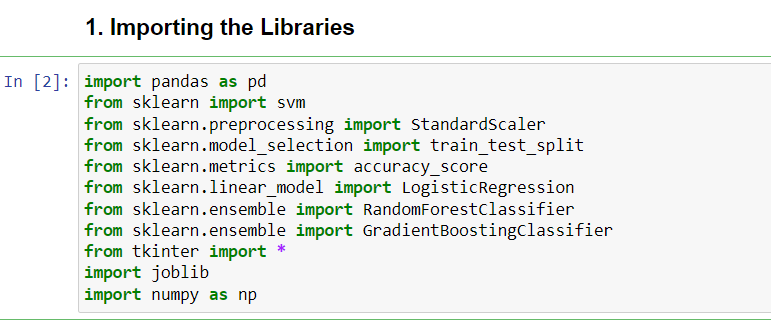 1. Importing the Libraries
In [2]: import pandas as pd
from sklearn import svm
from sklearn.preprocessing import StandardScaler
from sklearn.model_selection import train_test_split
from sklearn.metrics import accuracy_score
from sklearn.linear_model import LogisticRegression
from sklearn.ensemble import RandomForestClassifier
from sklearn.ensemble import GradientBoostingClassifier
from tkinter import *
import joblib
import numpy as np